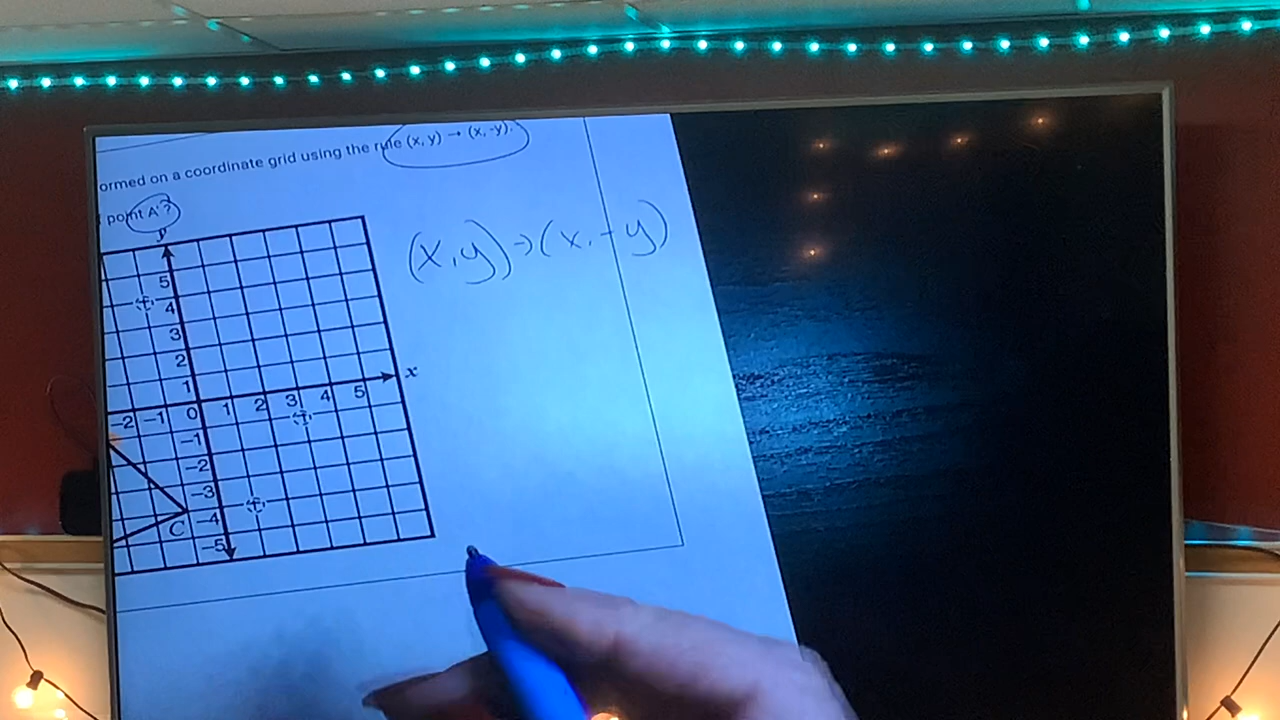 ormed on a coordinate grid using the rule (x, y) → (x, -y).
point A'?
(x,y)→(x,-y)
y
5
4
3
2
1
x
-2 -1 0 1 2 3 4 5
-1
-2
-3
C -4
-5